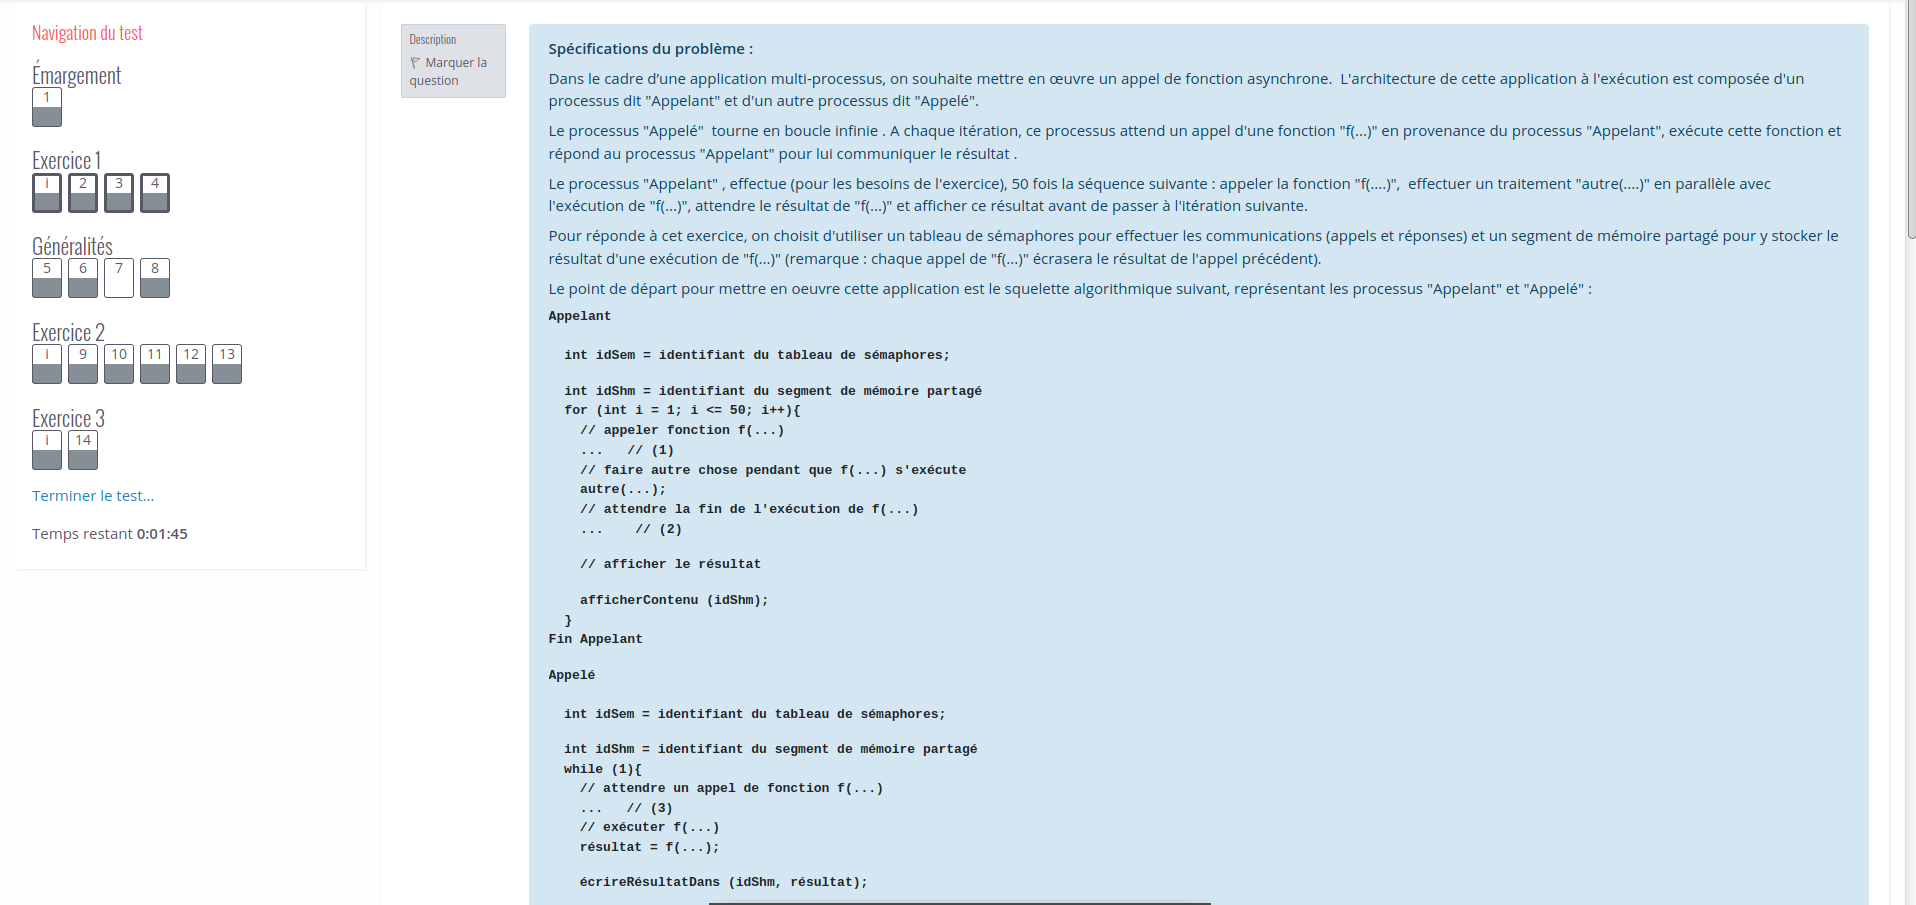 Navigation du test
Émargement
1
Exercice 1
i 2 3 4
Généralités
5 6 7 8
Exercice 2
i 9 10 11 12 13
Exercice 3
i 14
Terminer le test...
Temps restant 0:01:45
Description
Marquer la
question
Spécifications du problème :
Dans le cadre d’une application multi-processus, on souhaite mettre en œuvre un appel de fonction asynchrone.  L'architecture de cette application à l'exécution est composée d'un
processus dit "Appelant" et d'un autre processus dit "Appelé".
Le processus "Appelé"  tourne en boucle infinie . A chaque itération, ce processus attend un appel d'une fonction "f(...)" en provenance du processus "Appelant", exécute cette fonction et
répond au processus "Appelant" pour lui communiquer le résultat .
Le processus "Appelant" , effectue (pour les besoins de l'exercice), 50 fois la séquence suivante : appeler la fonction "f(....)",  effectuer un traitement "autre(....)" en parallèle avec
l'exécution de "f(...)", attendre le résultat de "f(...)" et afficher ce résultat avant de passer à l'itération suivante.
Pour réponde à cet exercice, on choisit d'utiliser un tableau de sémaphores pour effectuer les communications (appels et réponses) et un segment de mémoire partagé pour y stocker le
résultat d'une exécution de "f(...)" (remarque : chaque appel de "f(...)" écrasera le résultat de l'appel précédent).
Le point de départ pour mettre en oeuvre cette application est le squelette algorithmique suivant, représentant les processus "Appelant" et "Appelé" :
Appelant
int idSem = identifiant du tableau de sémaphores;
int idShm = identifiant du segment de mémoire partagé
for (int i = 1; i <= 50; i++){
// appeler fonction f(...)
...   // (1)
// faire autre chose pendant que f(...) s'exécute
autre(...);
// attendre la fin de l'exécution de f(...)
...    // (2)
// afficher le résultat
afficherContenu (idShm);
}
Fin Appelant
Appelé
int idSem = identifiant du tableau de sémaphores;
int idShm = identifiant du segment de mémoire partagé
while (1){
// attendre un appel de fonction f(...)
...   // (3)
// exécuter f(...)
résultat = f(...);
écrireRésultatDans (idShm, résultat);